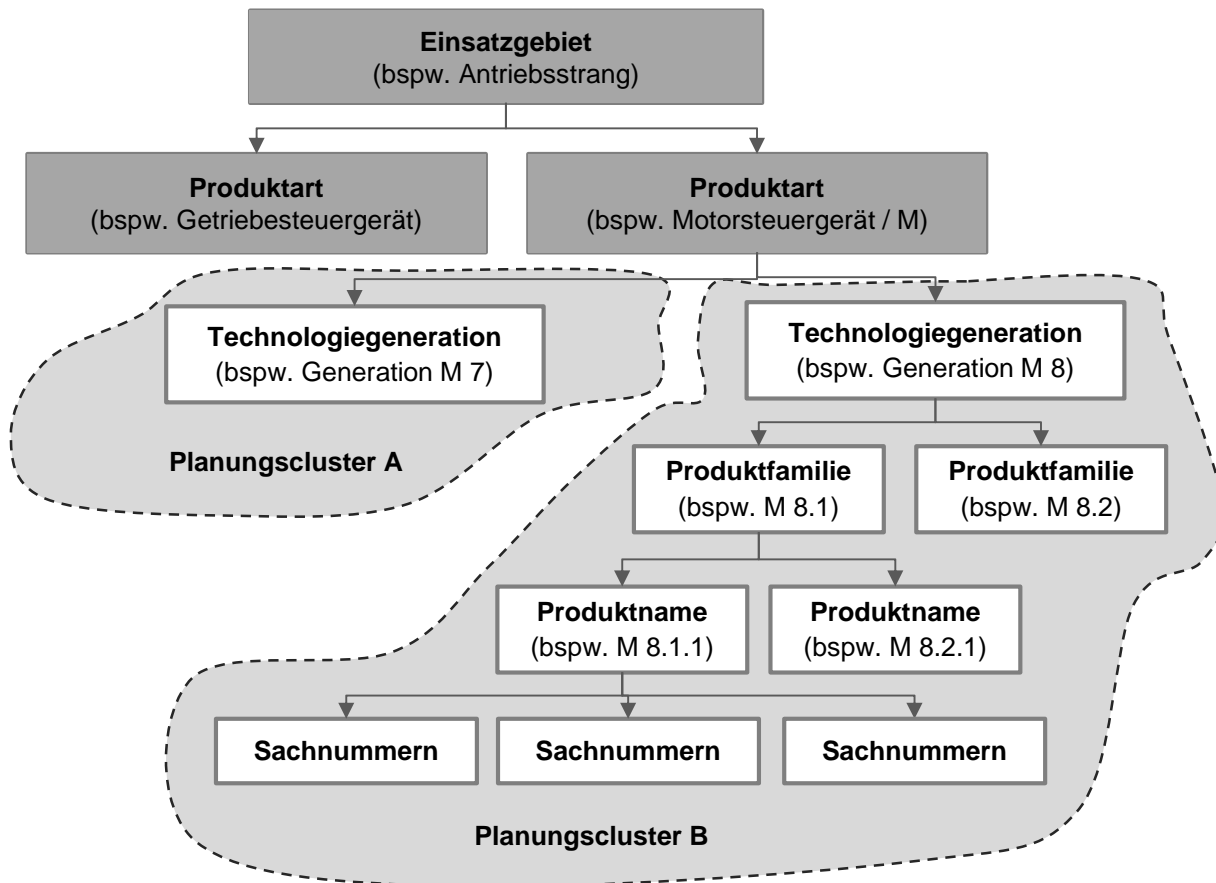 Einsatzgebiet
(bspw. Antriebsstrang)
Produktart
(bspw. Getriebesteuergerät)
Produktart
(bspw. Motorsteuergerät / M)
Technologiegeneration
(bspw. Generation M 7)
Technologiegeneration
(bspw. Generation M 8)
Planungscluster A
Produktfamilie
(bspw. M 8.1)
Produktfamilie
(bspw. M 8.2)
Produktname
(bspw. M 8.1.1)
Produktname
(bspw. M 8.2.1)
Sachnummern
Sachnummern
Sachnummern
Planungscluster B